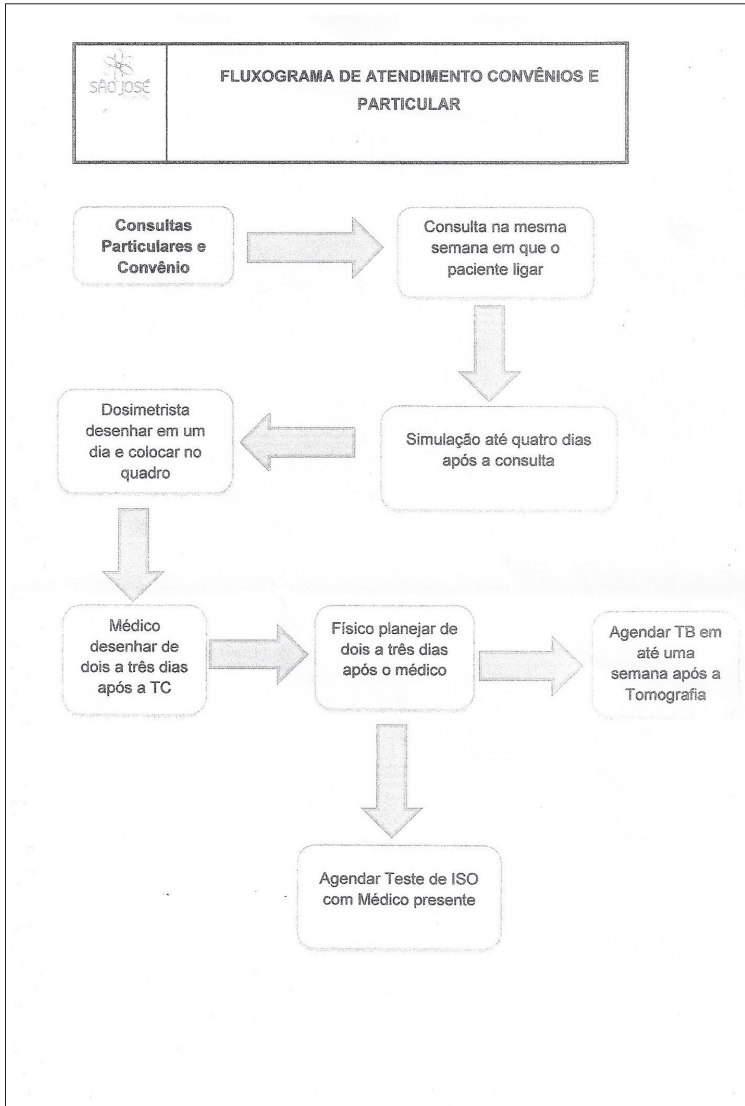 SÃO JOSÉ
FLUXOGRAMA DE ATENDIMENTO CONVÊNIOS E
PARTICULAR
Consultas
Particulares e
Convênio
Consulta na mesma
semana em que o
paciente ligar
Simulação até quatro dias
após a consulta
Dosimetrista
desenhar em um
dia e colocar no
quadro
Médico
desenhar de
dois a três dias
após a TC
Físico planejar de
dois a três dias
após o médico
Agendar TB em
até uma
semana após a
Tomografia
Agendar Teste de ISO
com Médico presente